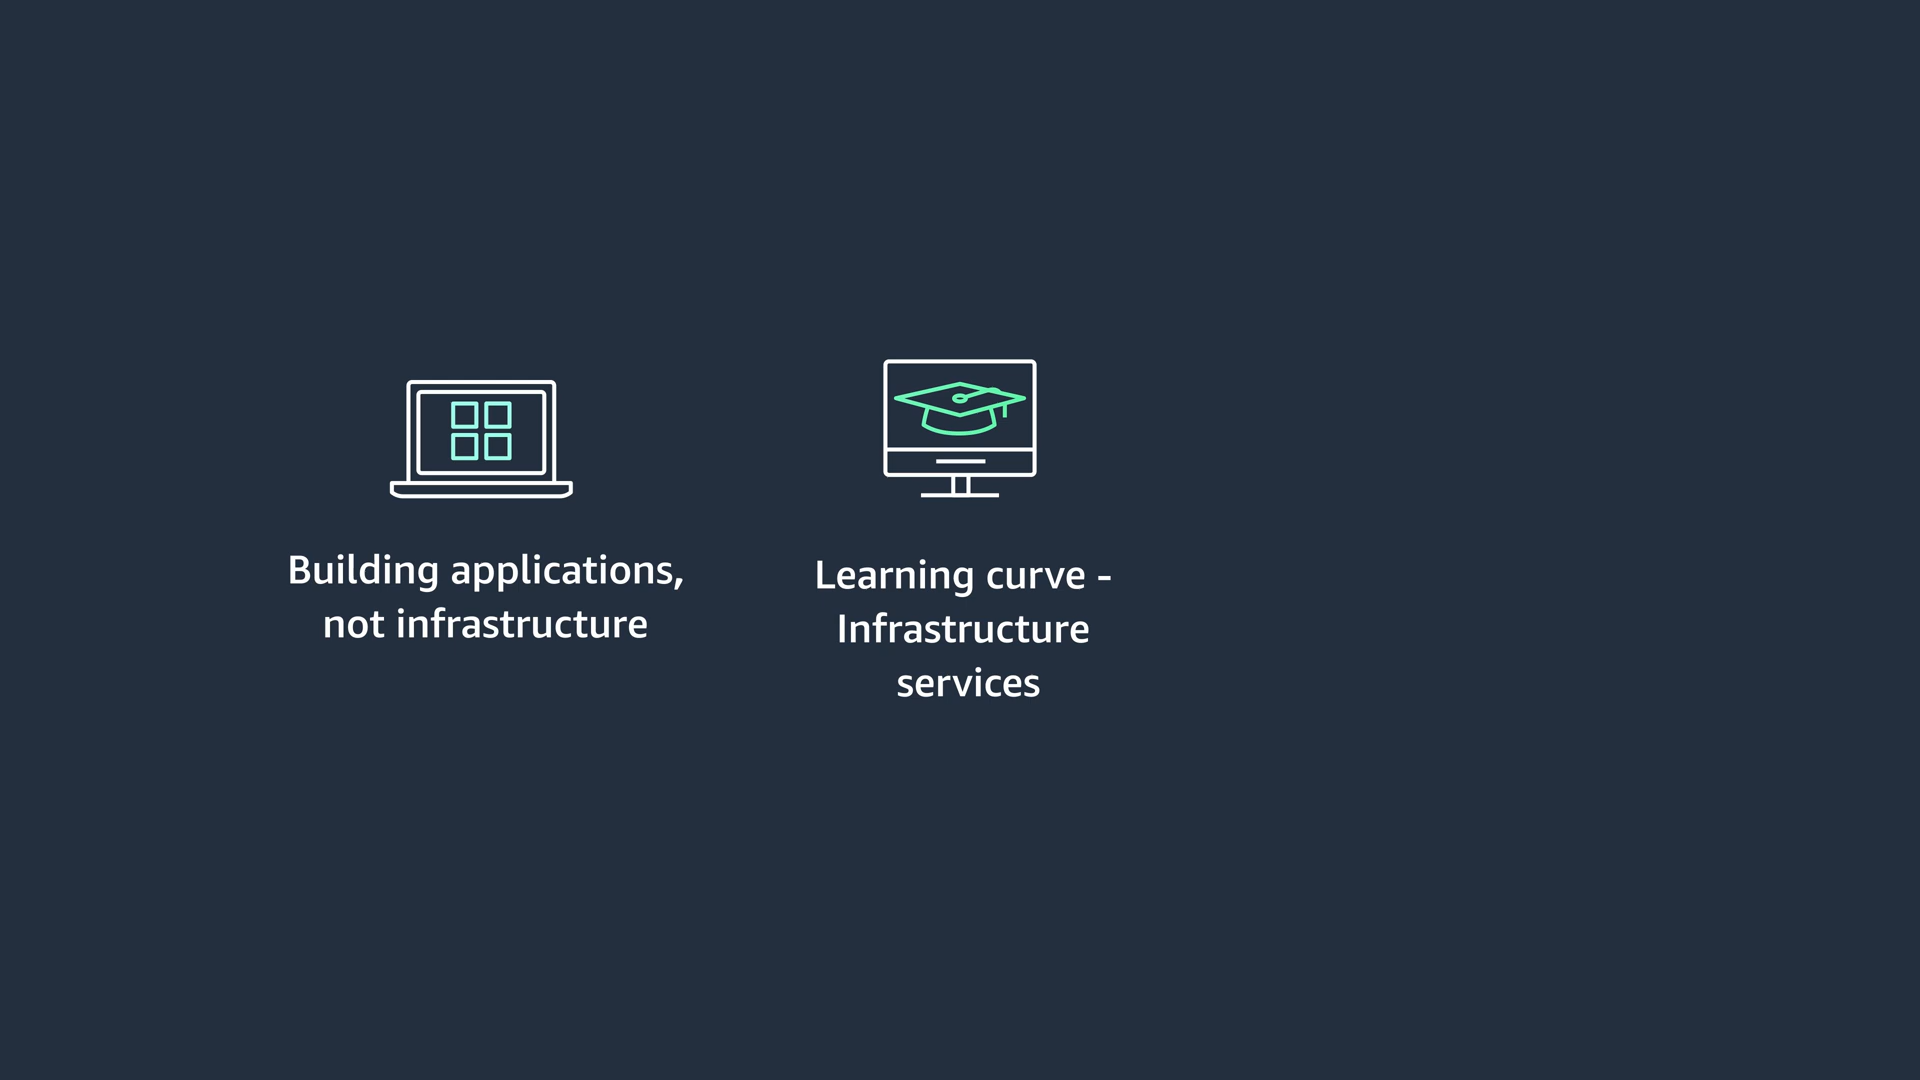 Building applications,
not infrastructure
Learning curve -
Infrastructure
services